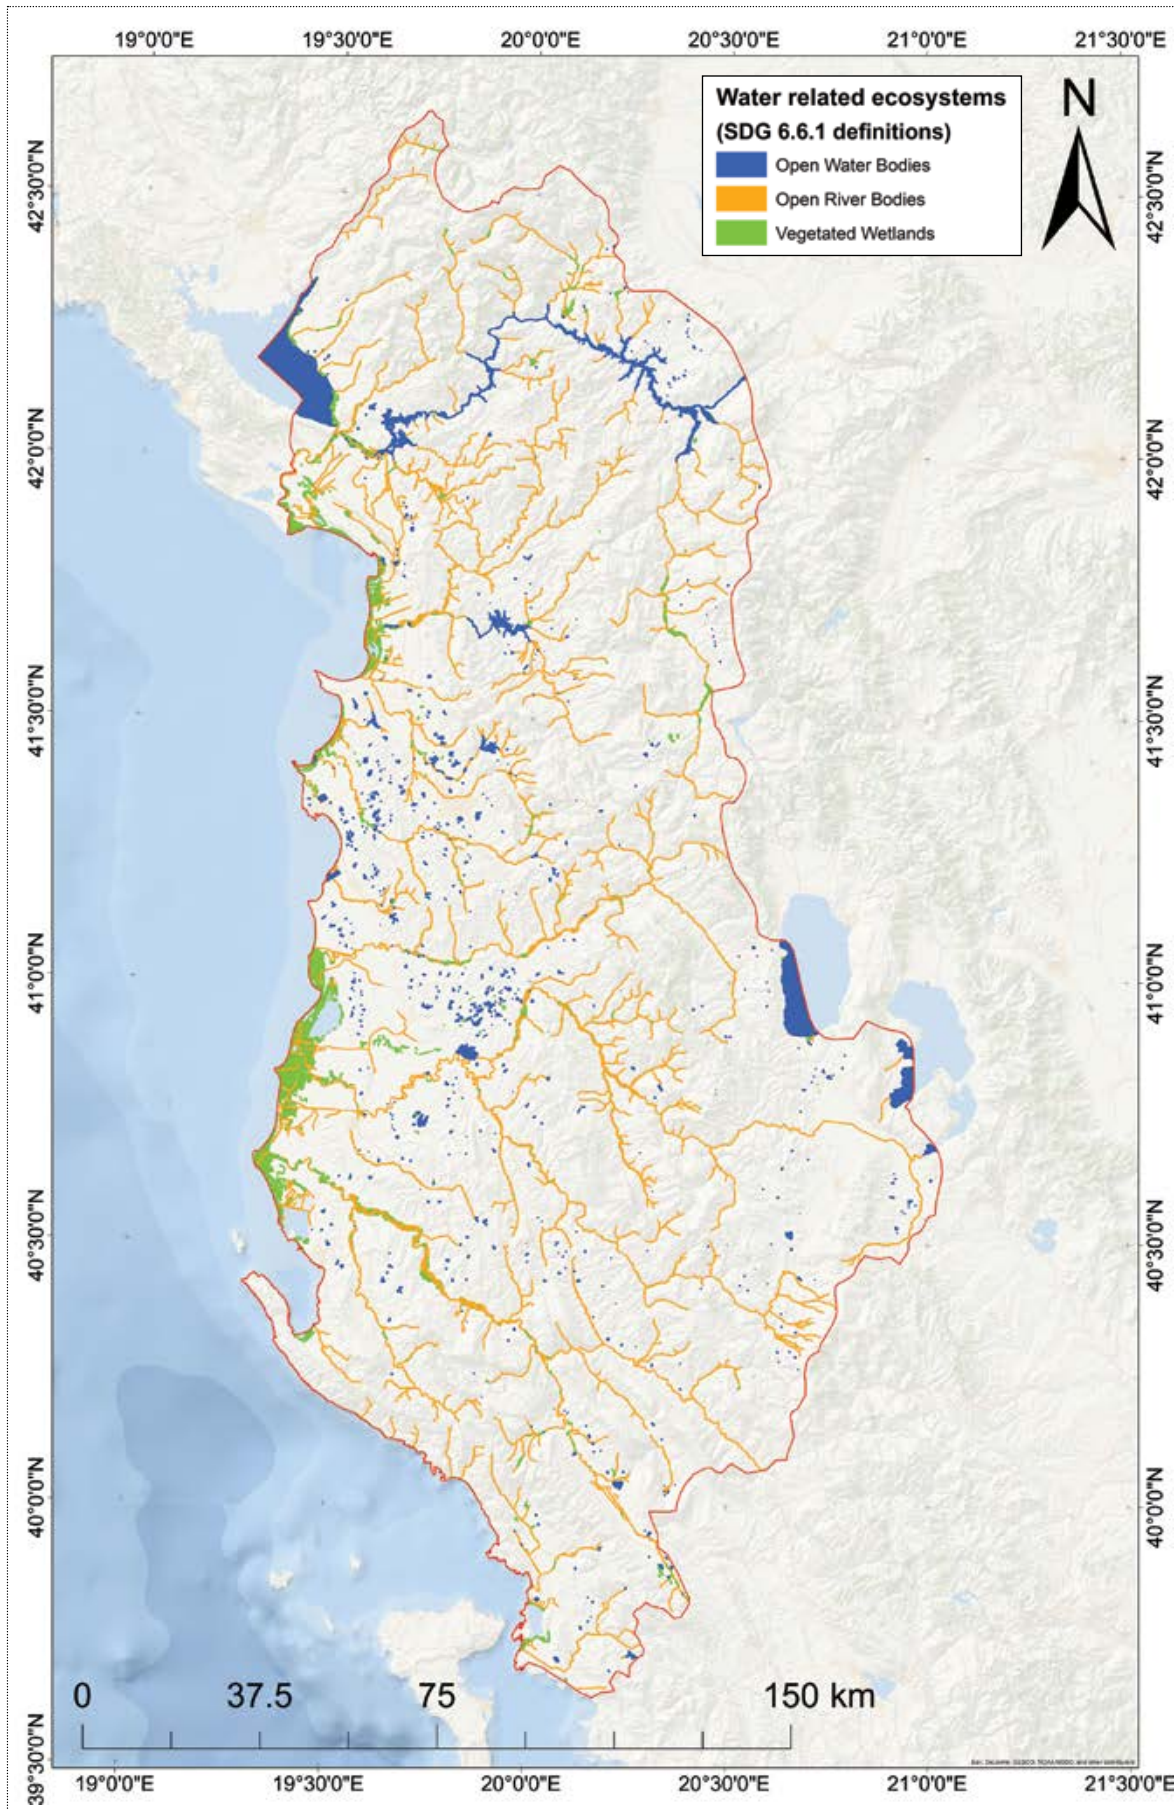 19°0'0"E 19°30'0"E 20°0'0"E 20°30'0"E 21°0'0"E 21°30'0"E
Water related ecosystems
(SDG 6.6.1 definitions)
Open Water Bodies
Open River Bodies
Vegetated Wetlands
N
42°30'0"N 42°30'0"N
42°0'0"N 42°0'0"N
41°30'0"N 41°30'0"N
41°0'0"N 41°0'0"N
40°30'0"N 40°30'0"N
40°0'0"N 40°0'0"N
39°30'0"N
0 37.5 75 150 km
19°0'0"E 19°30'0"E 20°0'0"E 20°30'0"E 21°0'0"E 21°30'0"E